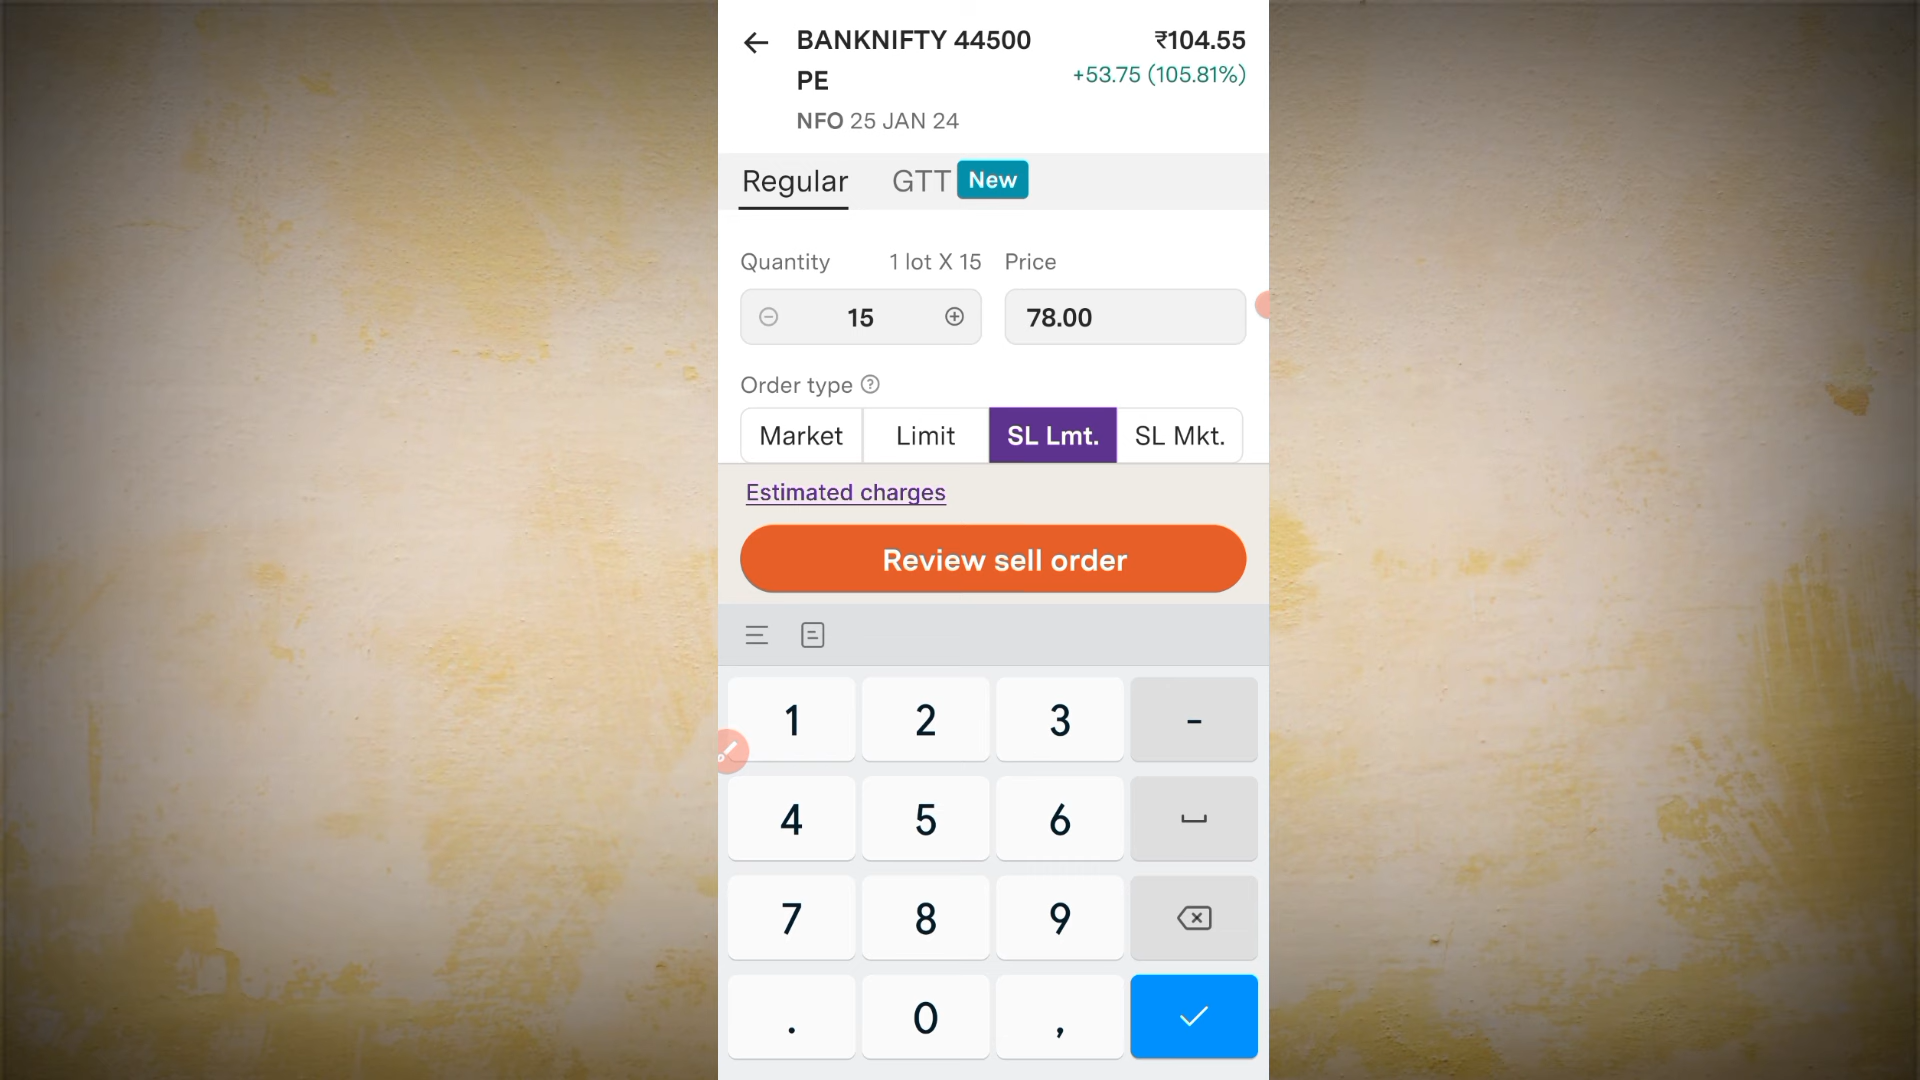 BANKNIFTY 44500 PE
₹104.55
+53.75 (105.81%)
NFO 25 JAN 24
Regular
GTT New
Quantity 1 lot X 15
Price
15
78.00
Order type ?
Market Limit SL Lmt. SL Mkt.
Estimated charges
Review sell order
1 2 3 -
4 5 6
7 8 9
. 0 ,